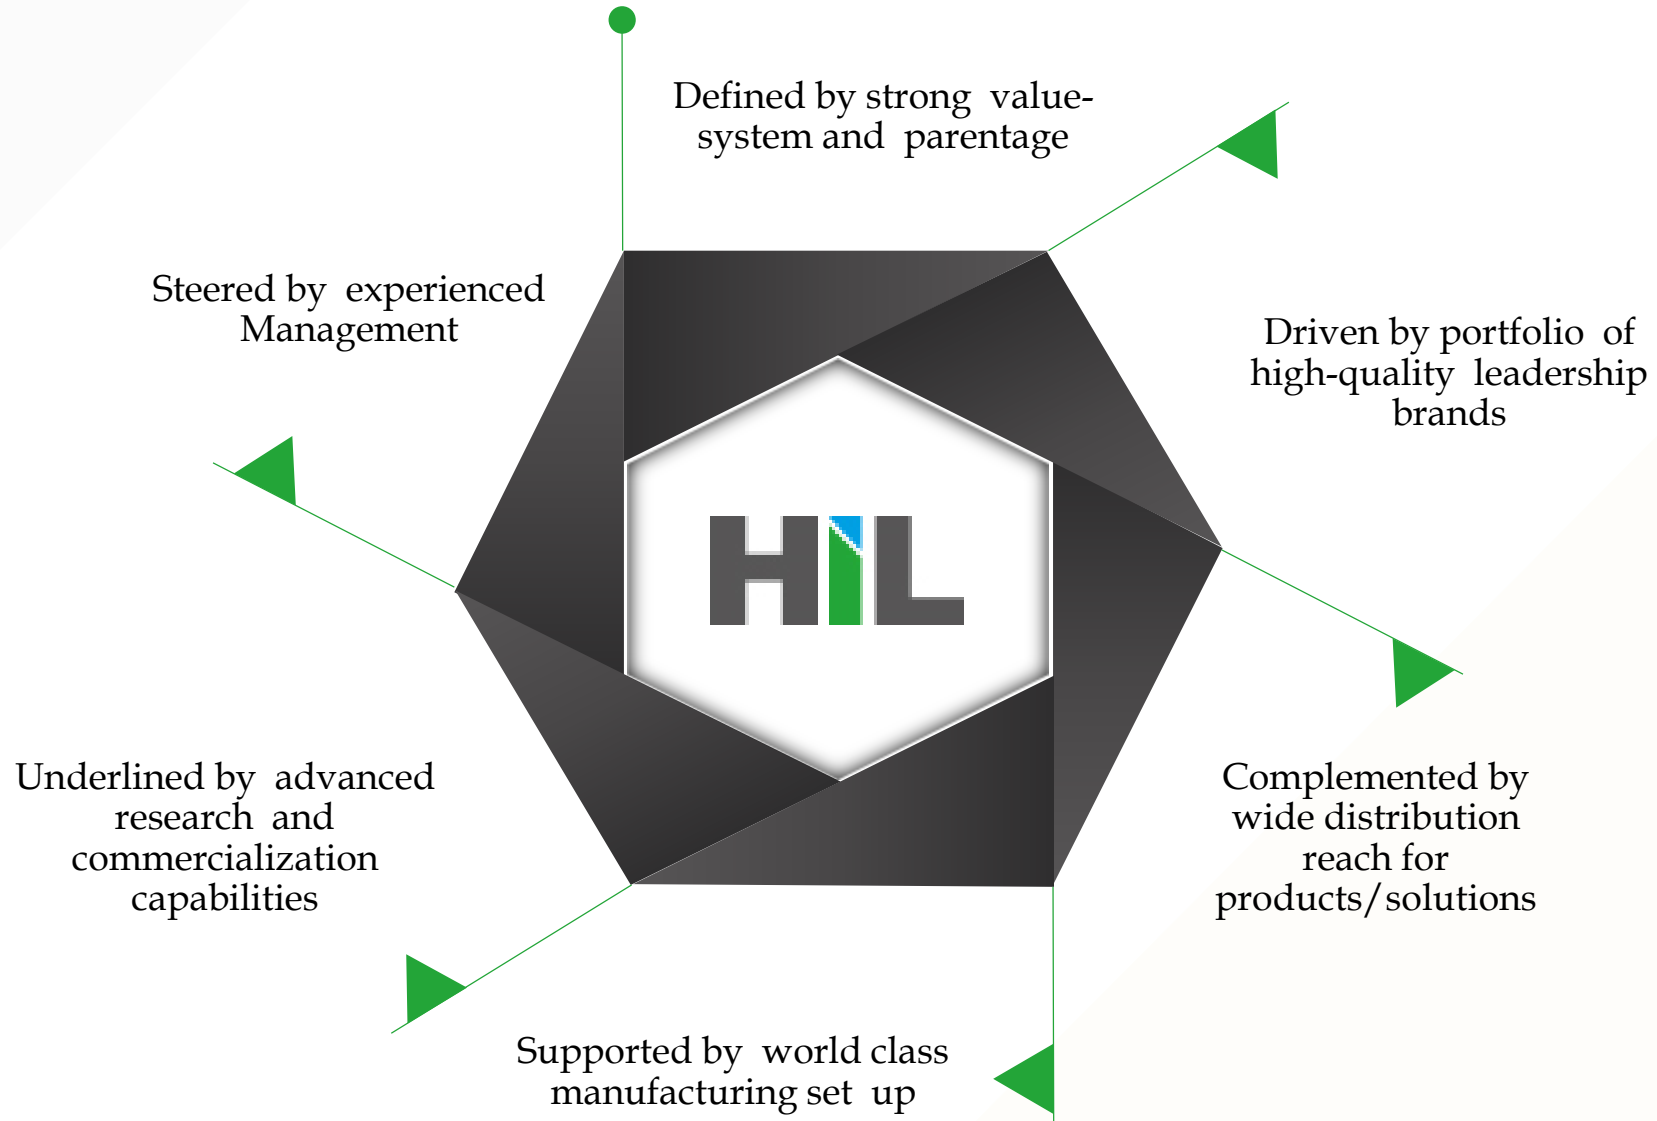 Defined by strong value-
system and parentage
Driven by portfolio of
high-quality leadership
brands
Complemented by
wide distribution
reach for
products/solutions
Supported by world class
manufacturing set up
Underlined by advanced
research and
commercialization
capabilities
Steered by experienced
Management
HIL